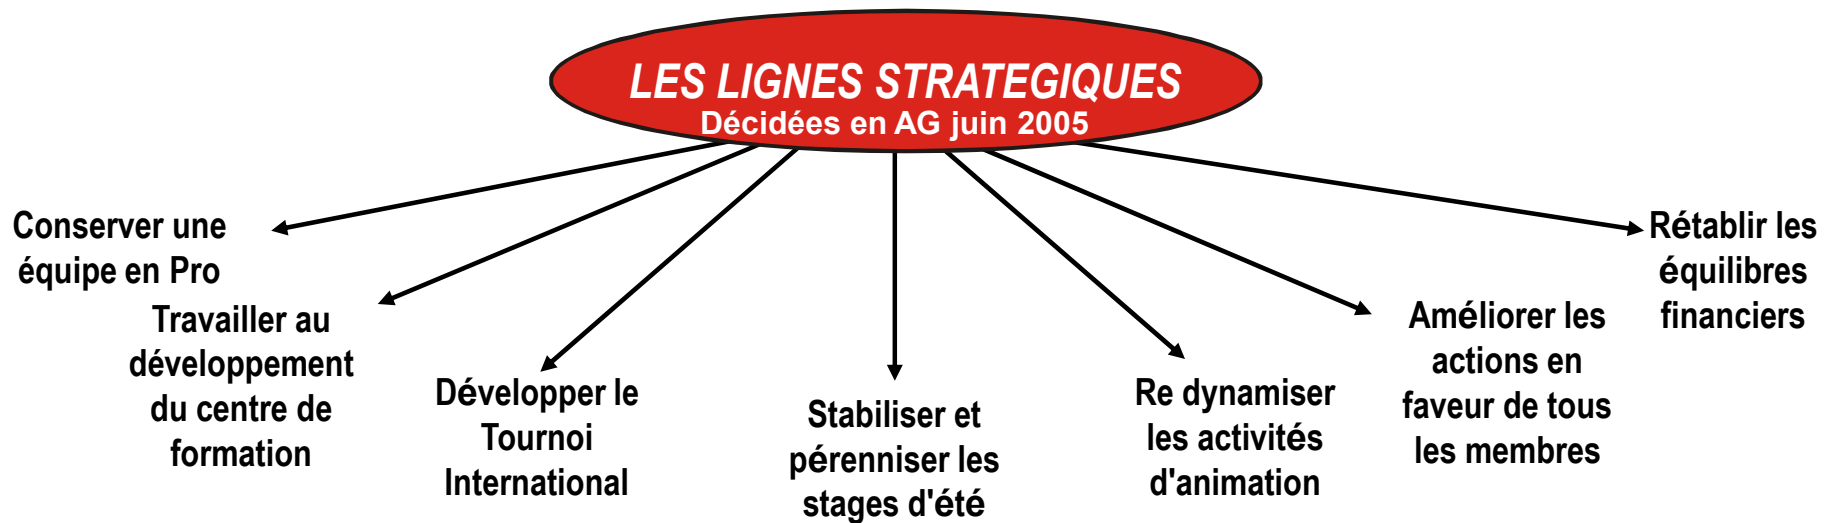 LES LIGNES STRATEGIQUES
Décidées en AG juin 2005
Conserver une
équipe en Pro
Travailler au
développement
du centre de
formation
Développer le
Tournoi
International
Stabiliser et
pérenniser les
stages d'été
Re dynamiser
les activités
d'animation
Améliorer les
actions en
faveur de tous
les membres
Rétablir les
équilibres
financiers